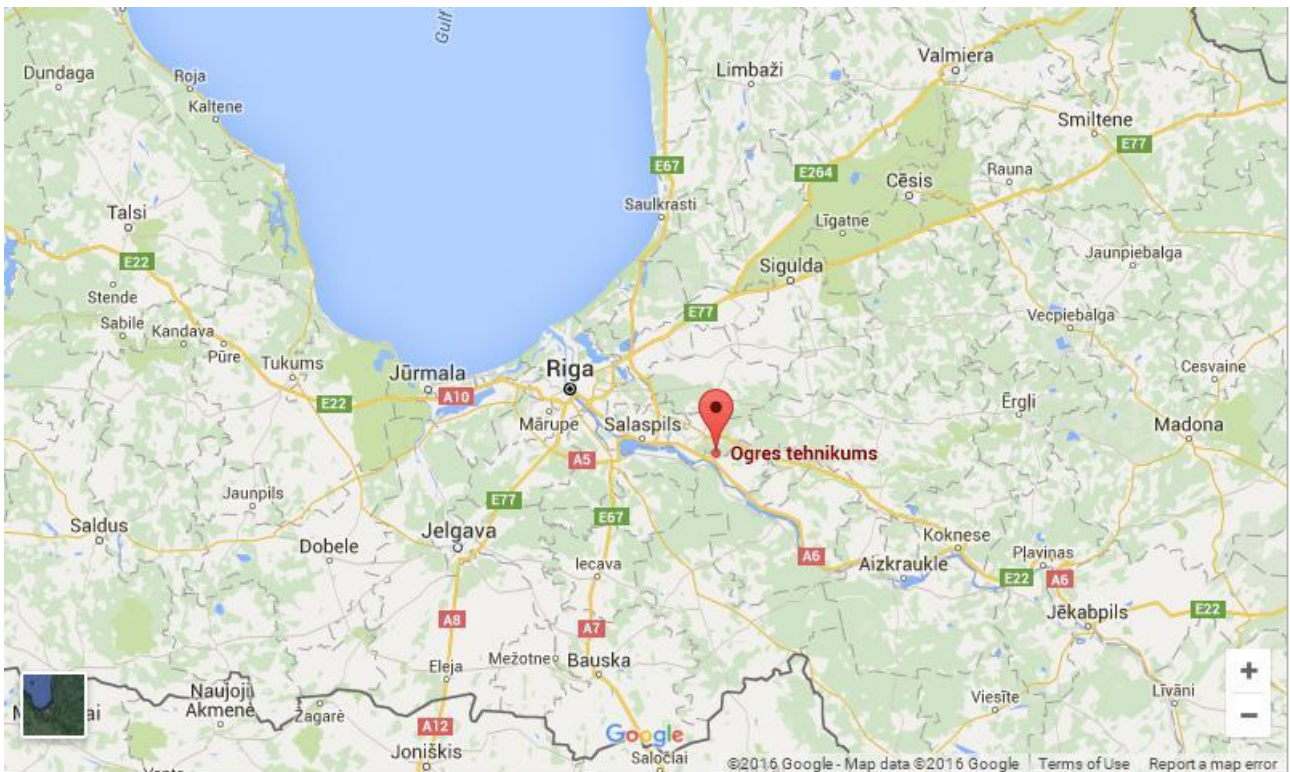 Gulf
Valmiera
Dundaga
Roja
Limbaži
Kaltene
Smiltene
E77
E67
E264
Cēsis
Rauna
Saulkrasti
Talsi
Līgatne
E22
Sigulda
Jaunpiebalga
Stende
E77
Vecpiebalga
Sabile
Kandava
Pūre
Tukums
Jūrmala
Riga
Cesvaine
A10
E22
Ērgļi
Mārupe
Salaspils
Madona
Ogres tehnikums
A5
Jaunpils
E77
E67
Saldus
Jelgava
Dobele
Koknese
Iecava
A6
Aizkraukle
Pļaviņas
E22
A6
A8
A7
Jēkabpils
E22
Eleja
Mežotne
Bauska
+
Naujoji
Akmenė
Žagarė
Viesīte
Līvāni
−
A12
Google
Joniškis
Saločiai
©2016 Google - Map data ©2016 Google Terms of Use Report a map error